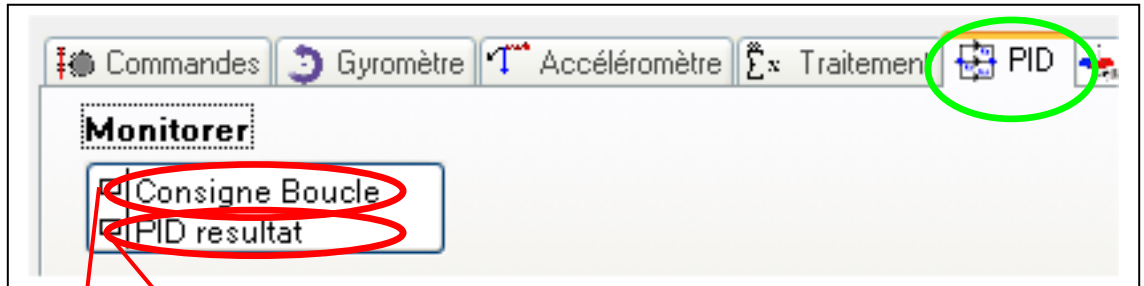 Commandes Gyromètre Accéléromètre Traitement PID
Monitorer
Consigne Boucle
PID resultat